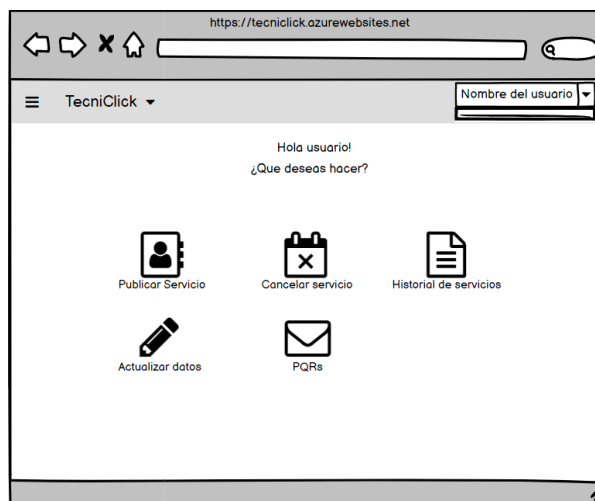 https://tecniclick.azurewebsites.net
TecniClick
Nombre del usuario
Hola usuario!
¿Que deseas hacer?
Publicar Servicio
Cancelar servicio
Historial de servicios
Actualizar datos
PQRs